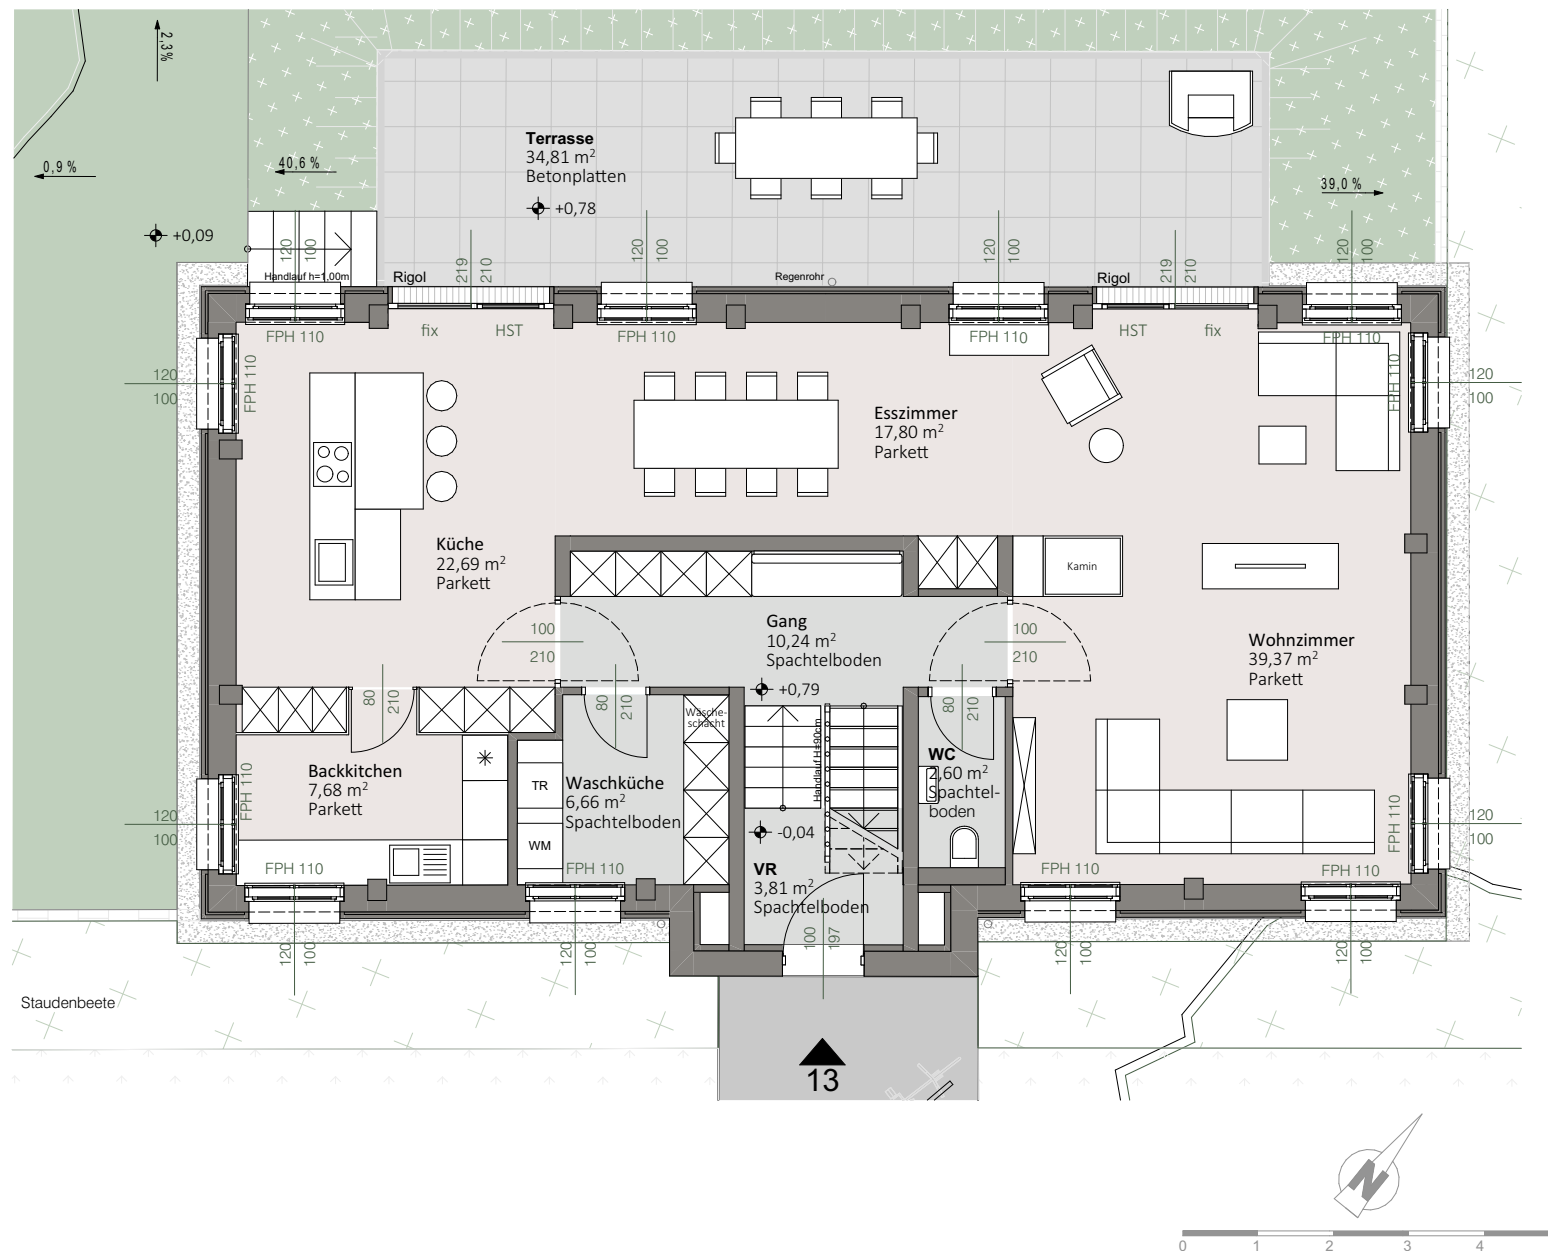 2,3%
0,9 %
40,6 %
39,0 %
+0,09
Terrasse
34,81 m²
Betonplatten
+0,78
120
100
Handlauf h=1,00m
Rigol
219
210
120
100
Regenrohr
120
100
Rigol
219
210
120
100
FPH 110
fix
HST
FPH 110
FPH 110
HST
fix
FPH 110
120
100
FPH 110
FPH 110
120
100
Esszimmer
17,80 m²
Parkett
Küche
22,69 m²
Parkett
Kamin
100
210
Gang
10,24 m²
Spachtelboden
+0,79
100
210
Wohnzimmer
39,37 m²
Parkett
80
210
80
210
80
210
Wäsche-
schacht
Handlauf H=90cm
Backkitchen
7,68 m²
Parkett
TR
WM
Waschküche
6,66 m²
Spachtelboden
-0,04
WC
2,60 m²
Spachtel-
boden
VR
3,81 m²
Spachtelboden
120
100
FPH 110
FPH 110
120
100
FPH 110
FPH 110
FPH 110
FPH 110
120
100
120
100
100
197
120
100
120
100
Staudenbeete
13
N
0 1 2 3 4